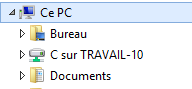 Ce PC
Bureau
C sur TRAVAIL-10
Documents